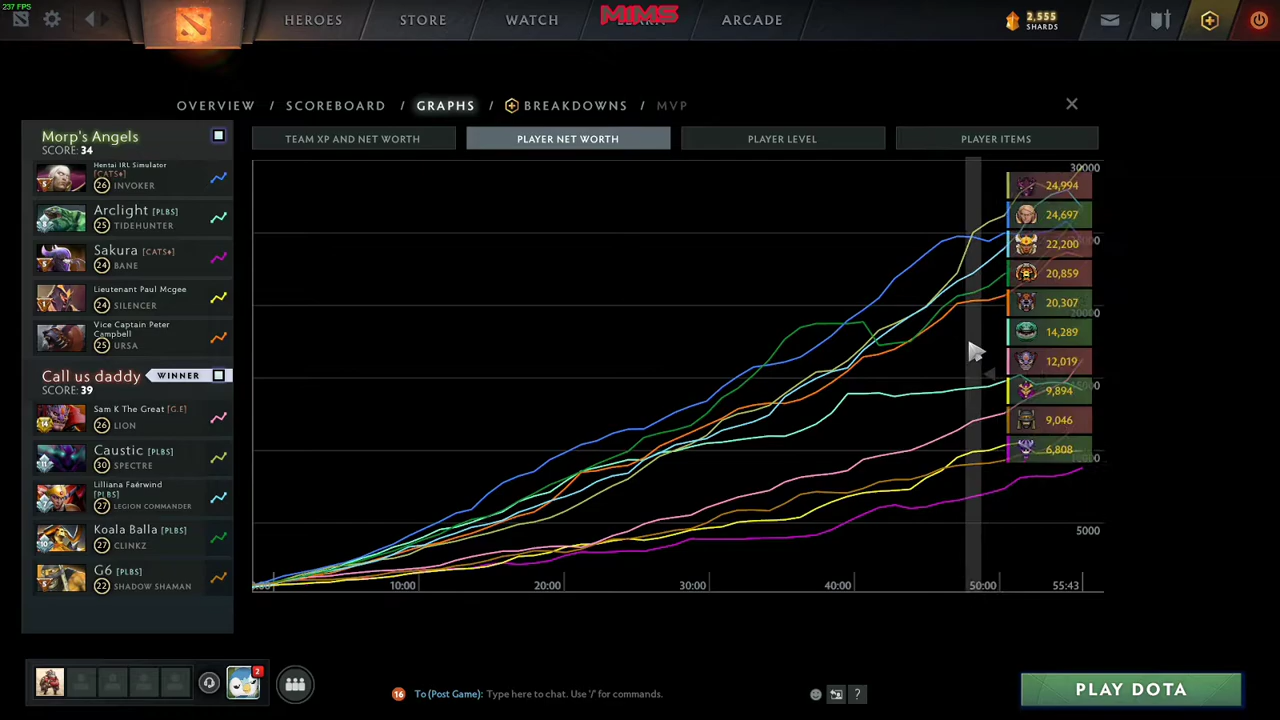 237 FPS
HEROES
STORE
WATCH
MIMS
ARCADE
2,555
SHARDS
OVERVIEW / SCOREBOARD / GRAPHS / BREAKDOWNS / MVP
TEAM XP AND NET WORTH
PLAYER NET WORTH
PLAYER LEVEL
PLAYER ITEMS
Morp's Angels
SCORE: 34
Hentai IRL Simulator
[CATS♦]
26 INVOKER
Arclight [PLBS]
25 TIDEHUNTER
Sakura [CATS♦]
24 BANE
Lieutenant Paul Mcgee
24 SILENCER
Vice Captain Peter
Campbell
25 URSA
Call us daddy WINNER
SCORE: 39
Sam K The Great [G.E]
26 LION
Caustic [PLBS]
30 SPECTRE
Lilliana Faërwind
[PLBS]
27 LEGION COMMANDER
Koala Balla [PLBS]
27 CLINKZ
G6 [PLBS]
22 SHADOW SHAMAN
30000
24,994
24,697
22,200
20,859
20,307
14,289
12,019
9,894
9,046
6,808
5000
10:00
20:00
30:00
40:00
50:00
55:43
2
16 To (Post Game): Type here to chat. Use '/' for commands.
?
PLAY DOTA